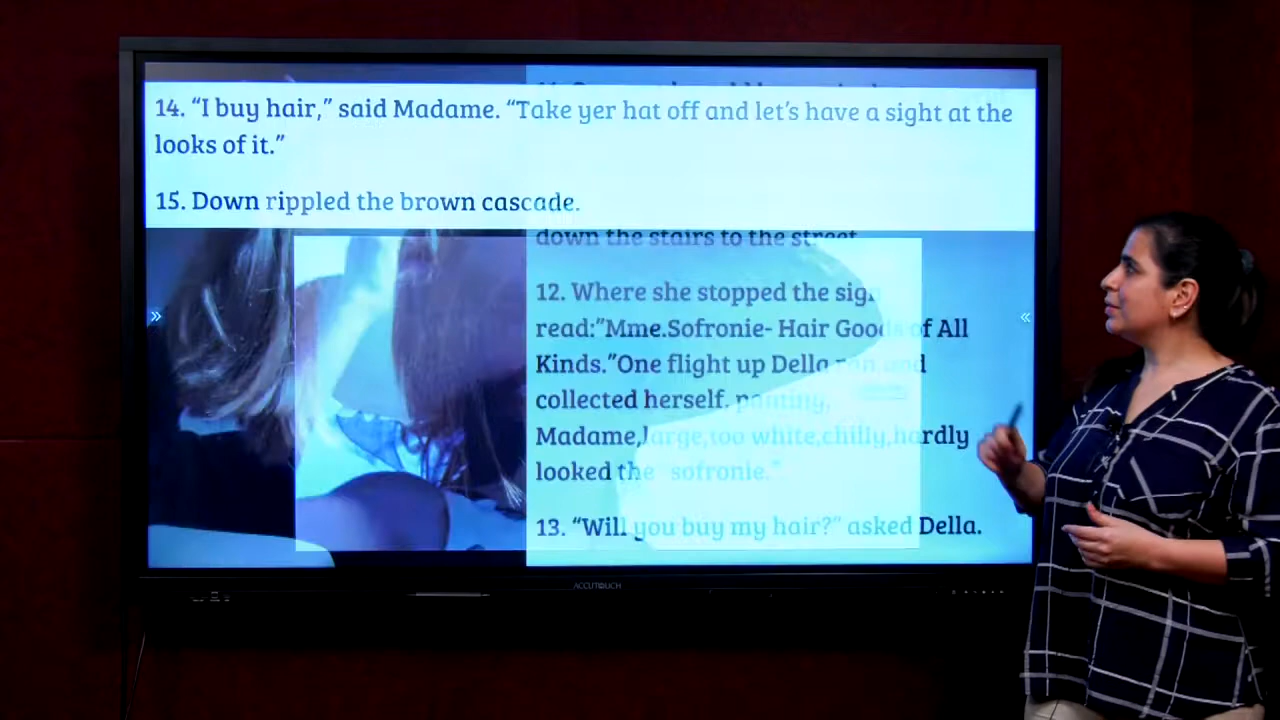 14. “I buy hair,” said Madame. “Take yer hat off and let’s have a sight at the
looks of it.”
15. Down rippled the brown cascade.
down the stairs to the street
12. Where she stopped the sign
read:”Mme.Sofronie- Hair Goods of All
Kinds.”One flight up Della ran and
collected herself. panting,
Madame,large,too white,chilly,hardly
looked the “sofronie.”
13. “Will you buy my hair?” asked Della.
ACCUTOUCH